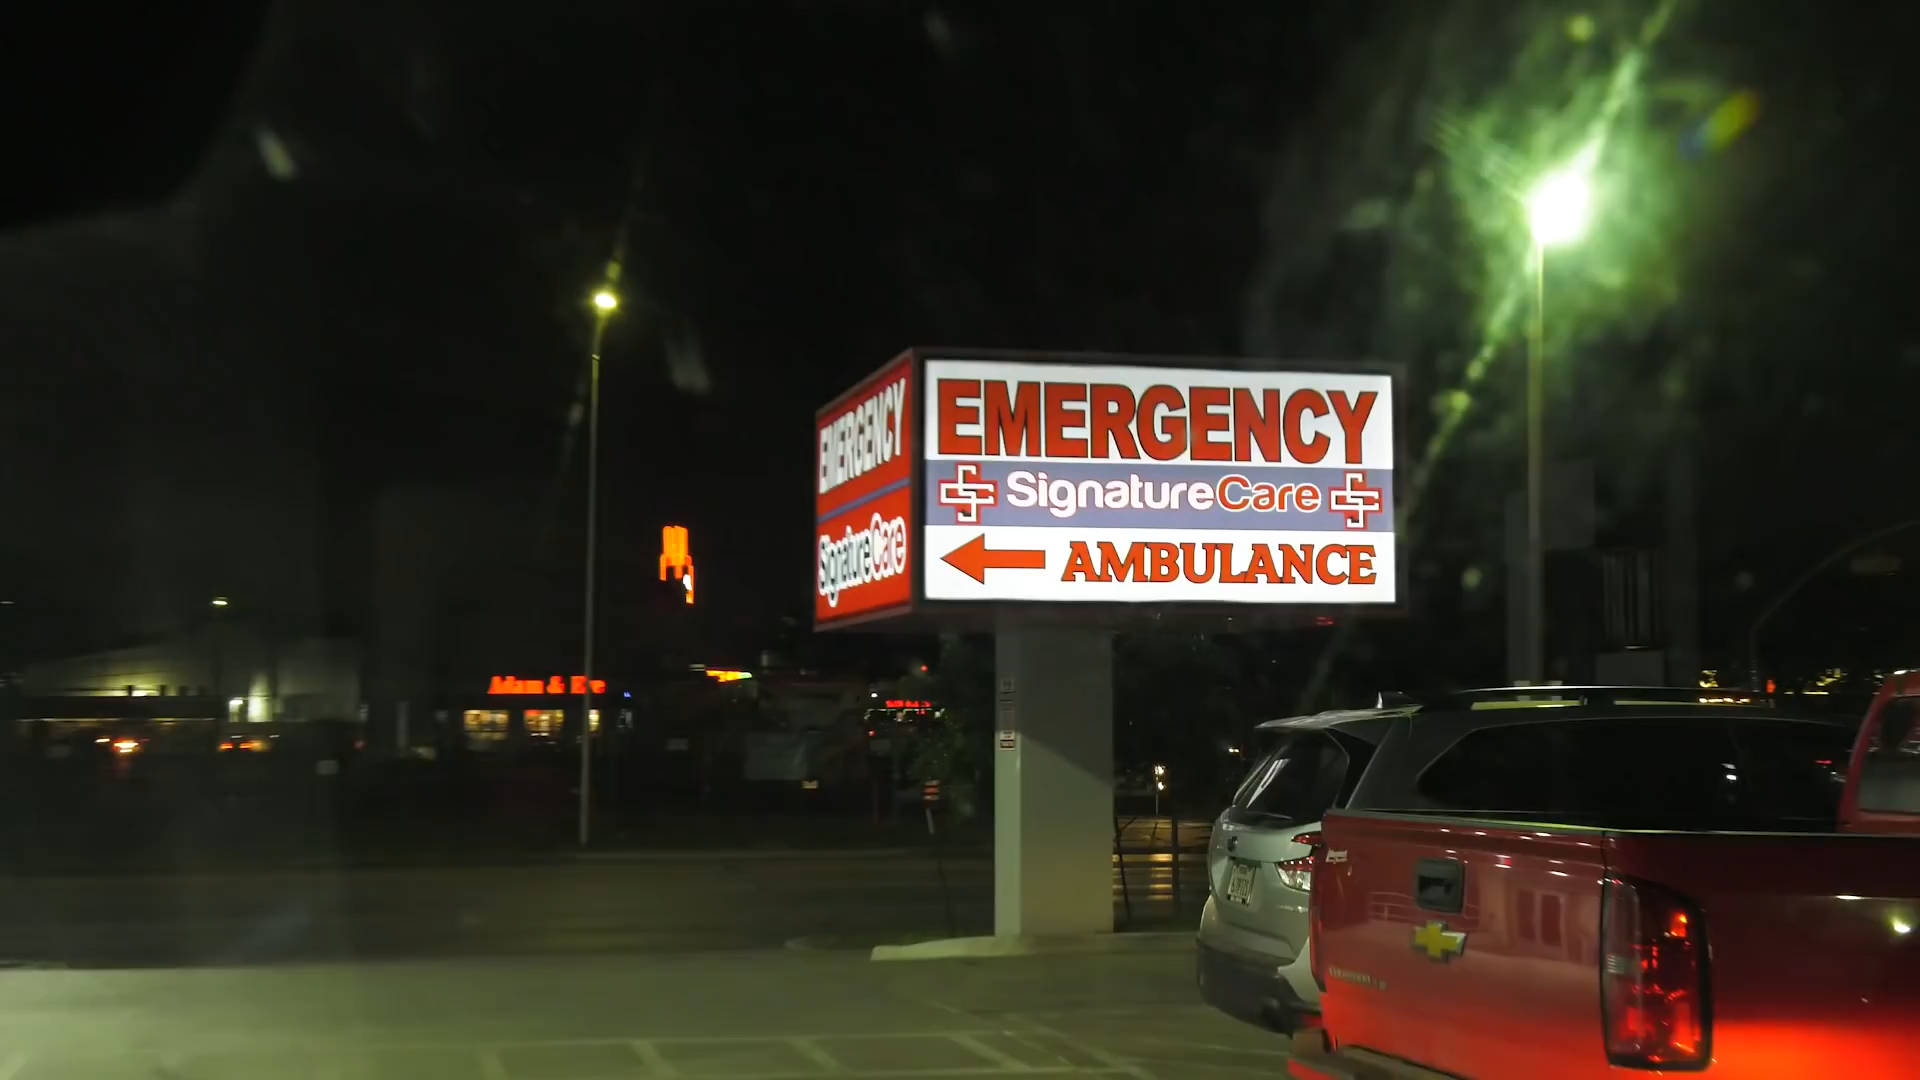 EMERGENCY
SignatureCare
AMBULANCE
EMERGENCY
SignatureCare
Adam & Eve